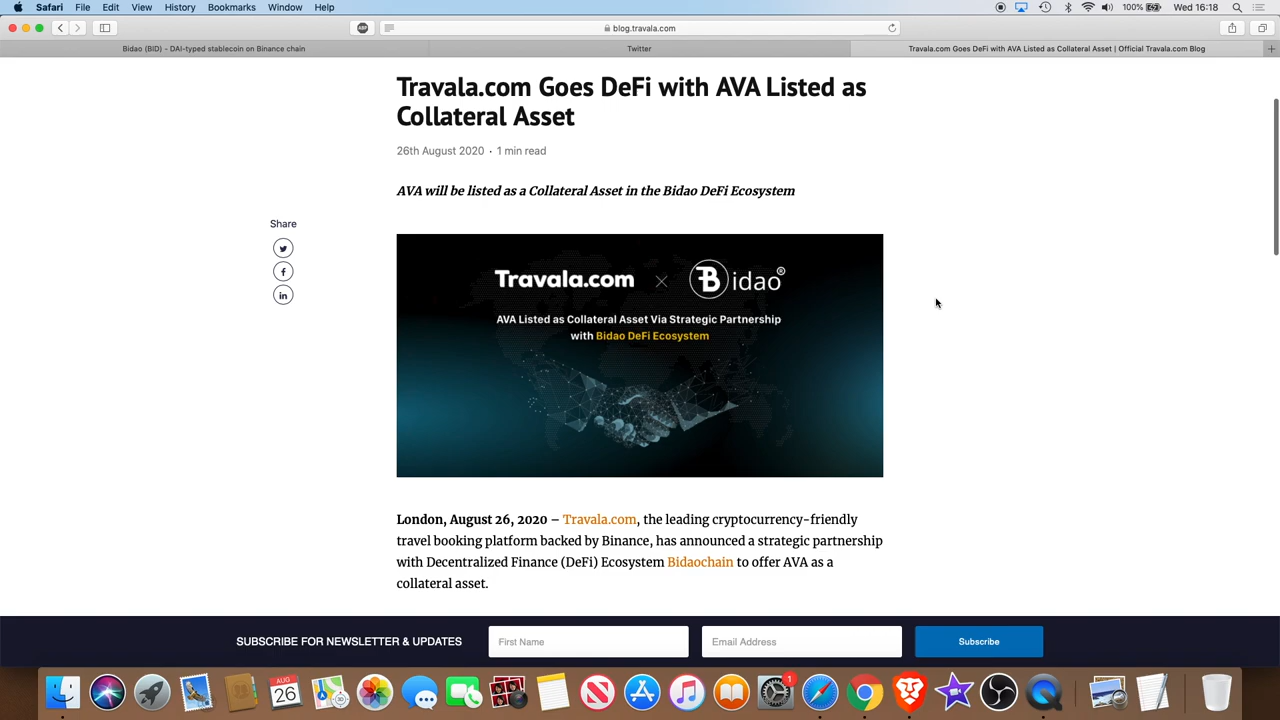 Safari File Edit View History Bookmarks Window Help 100% Wed 16:18
blog.travala.com
Bidao (BID) - DAI-typed stablecoin on Binance chain
Twitter
Travala.com Goes DeFi with AVA Listed as Collateral Asset | Official Travala.com Blog
Travala.com Goes DeFi with AVA Listed as
Collateral Asset
26th August 2020 • 1 min read
AVA will be listed as a Collateral Asset in the Bidao DeFi Ecosystem
Share
Travala.com × Bidao®
AVA Listed as Collateral Asset Via Strategic Partnership
with Bidao DeFi Ecosystem
London, August 26, 2020 – Travala.com, the leading cryptocurrency-friendly
travel booking platform backed by Binance, has announced a strategic partnership
with Decentralized Finance (DeFi) Ecosystem Bidaochain to offer AVA as a
collateral asset.
SUBSCRIBE FOR NEWSLETTER & UPDATES First Name Email Address Subscribe
AUG
26
1